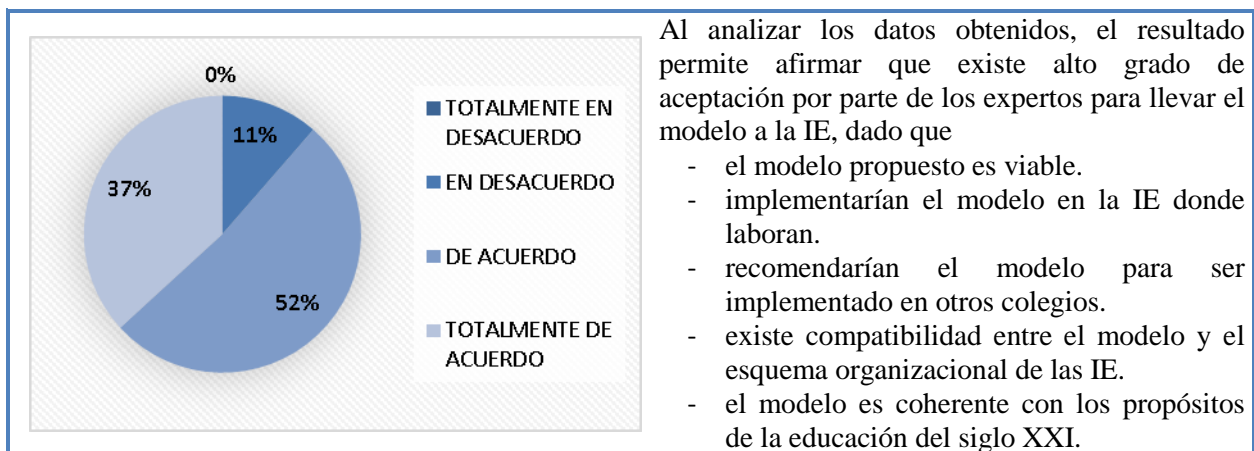 0%
11%
37%
52%
TOTALMENTE EN
DESACUERDO
EN DESACUERDO
DE ACUERDO
TOTALMENTE DE
ACUERDO
Al analizar los datos obtenidos, el resultado
permite afirmar que existe alto grado de
aceptación por parte de los expertos para llevar el
modelo a la IE, dado que
- el modelo propuesto es viable.
- implementarían el modelo en la IE donde
laboran.
- recomendarían el modelo para ser
implementado en otros colegios.
- existe compatibilidad entre el modelo y el
esquema organizacional de las IE.
- el modelo es coherente con los propósitos
de la educación del siglo XXI.